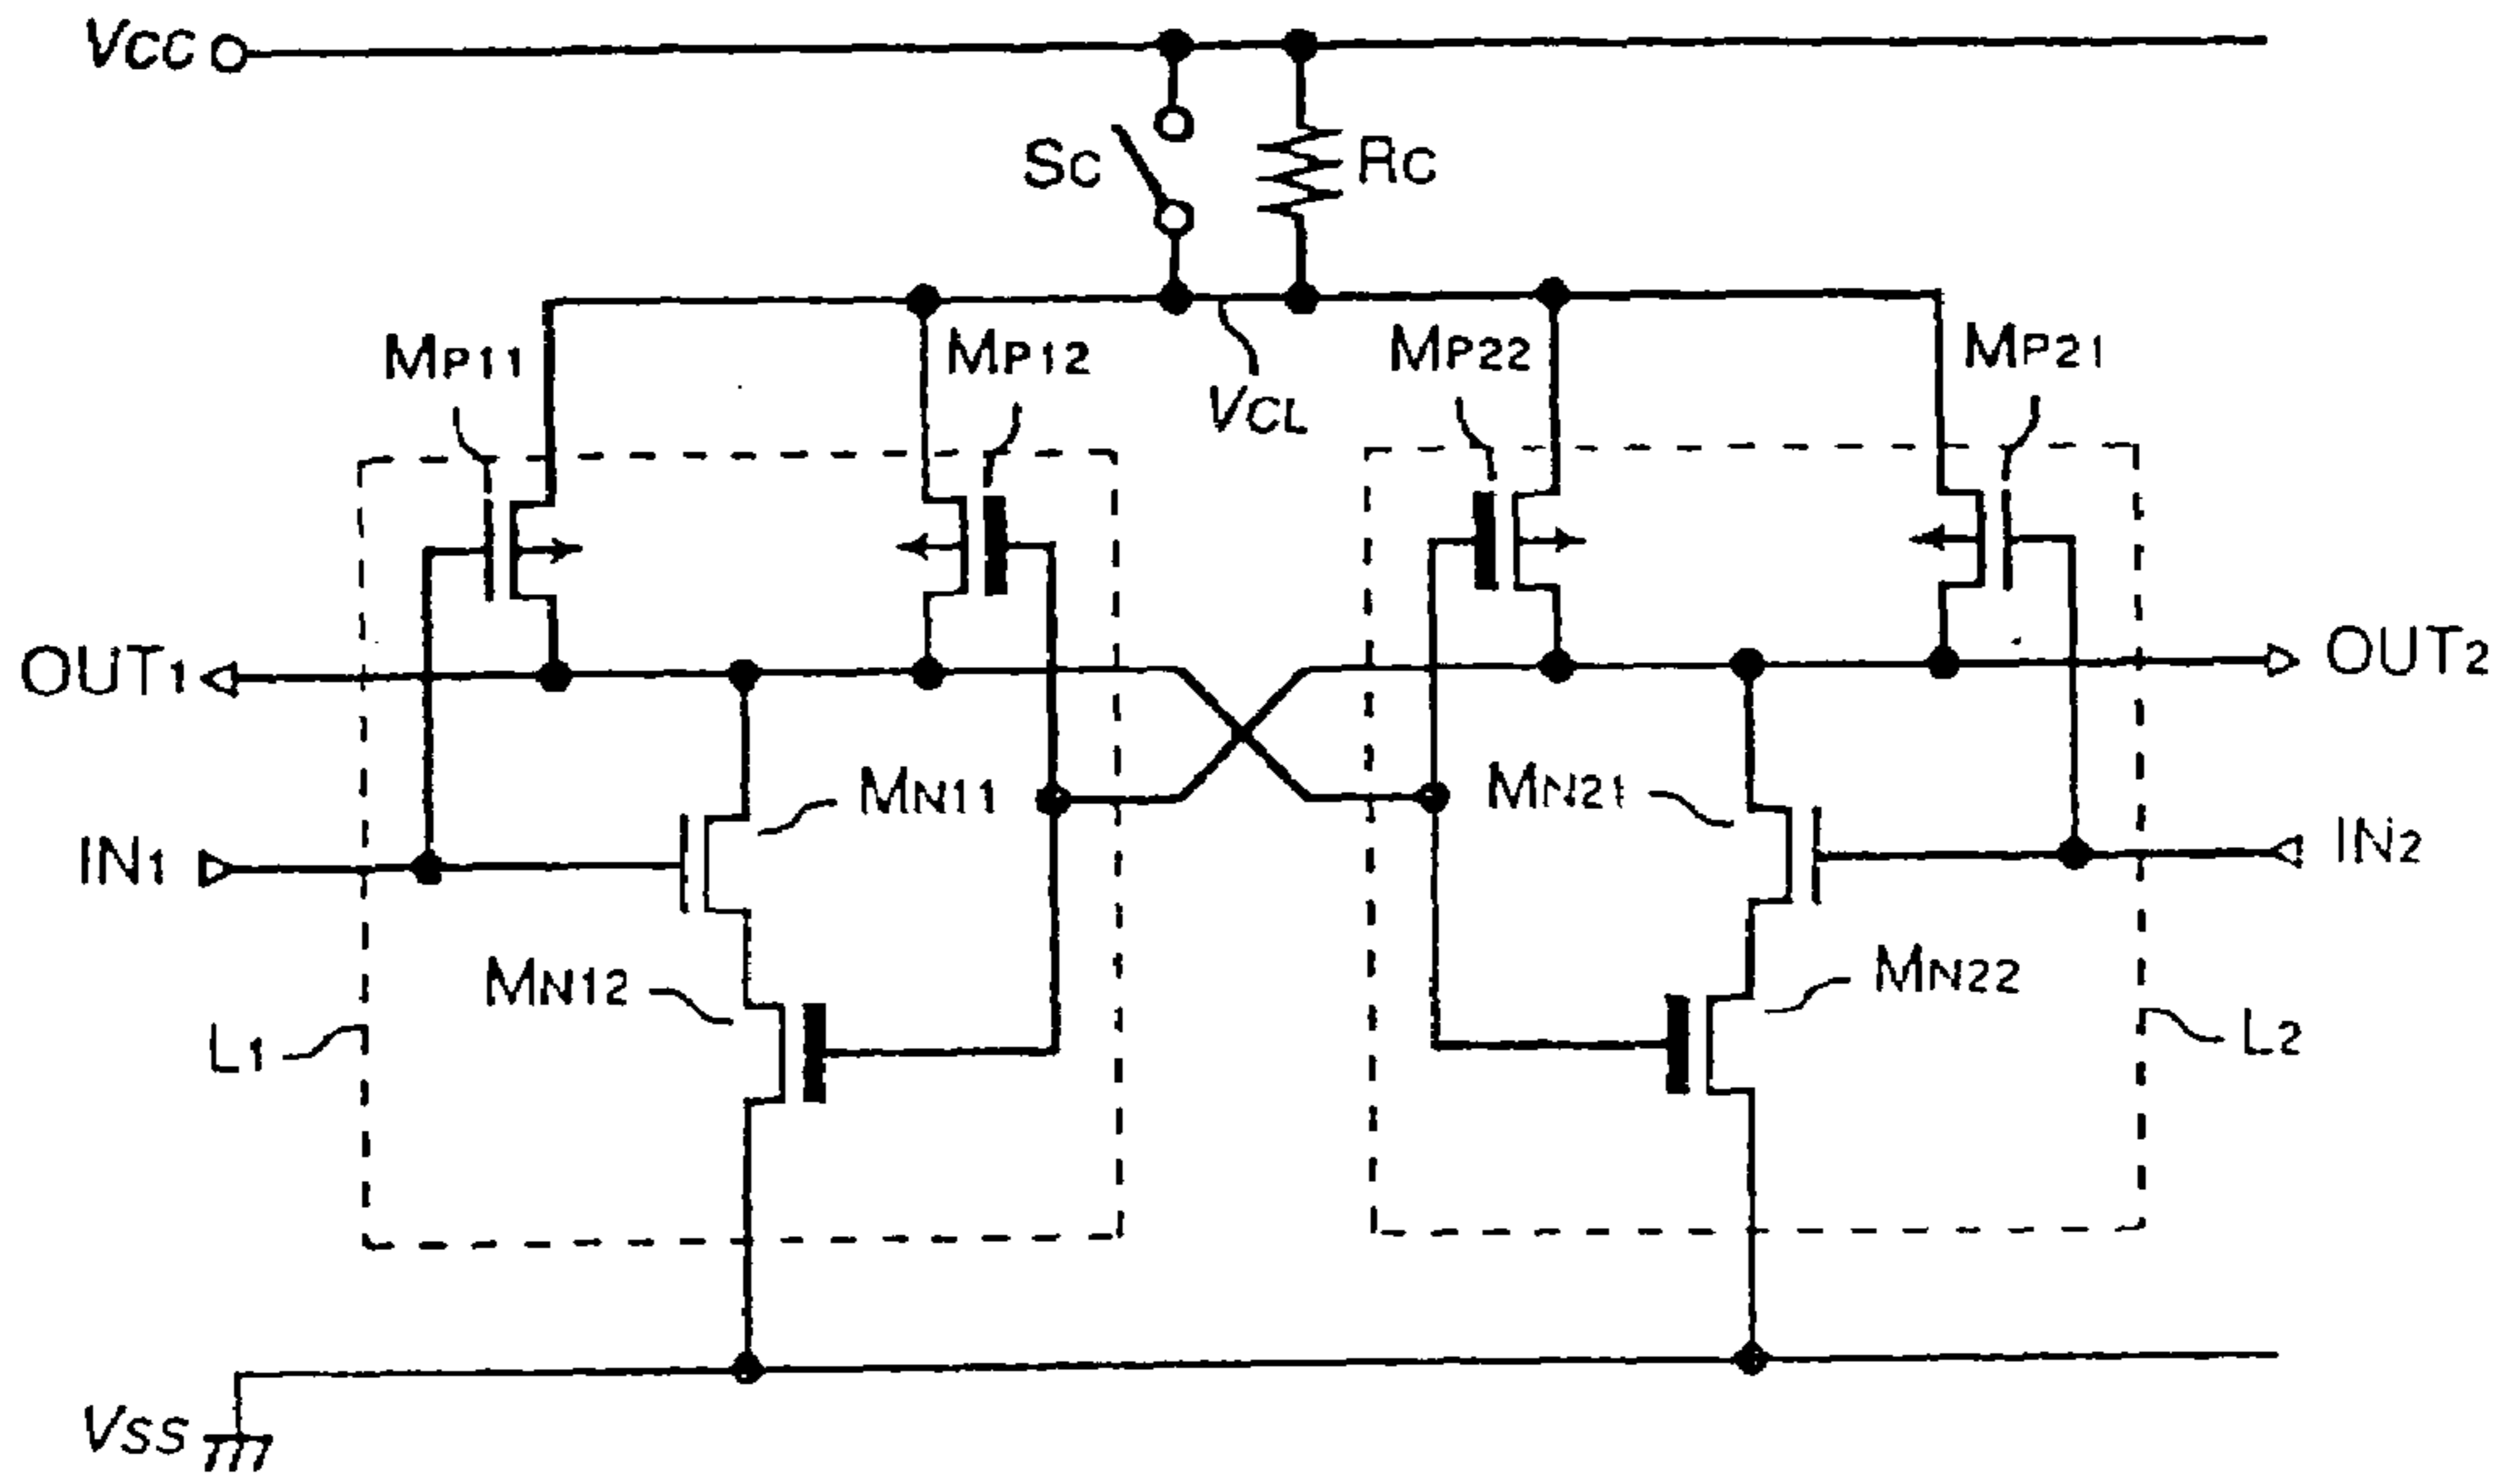 VCC
SC
RC
MP11
MP12
MP22
MP21
VCL
OUT1
OUT2
MN11
MN21
IN1
IN2
MN12
MN22
L1
L2
VSS